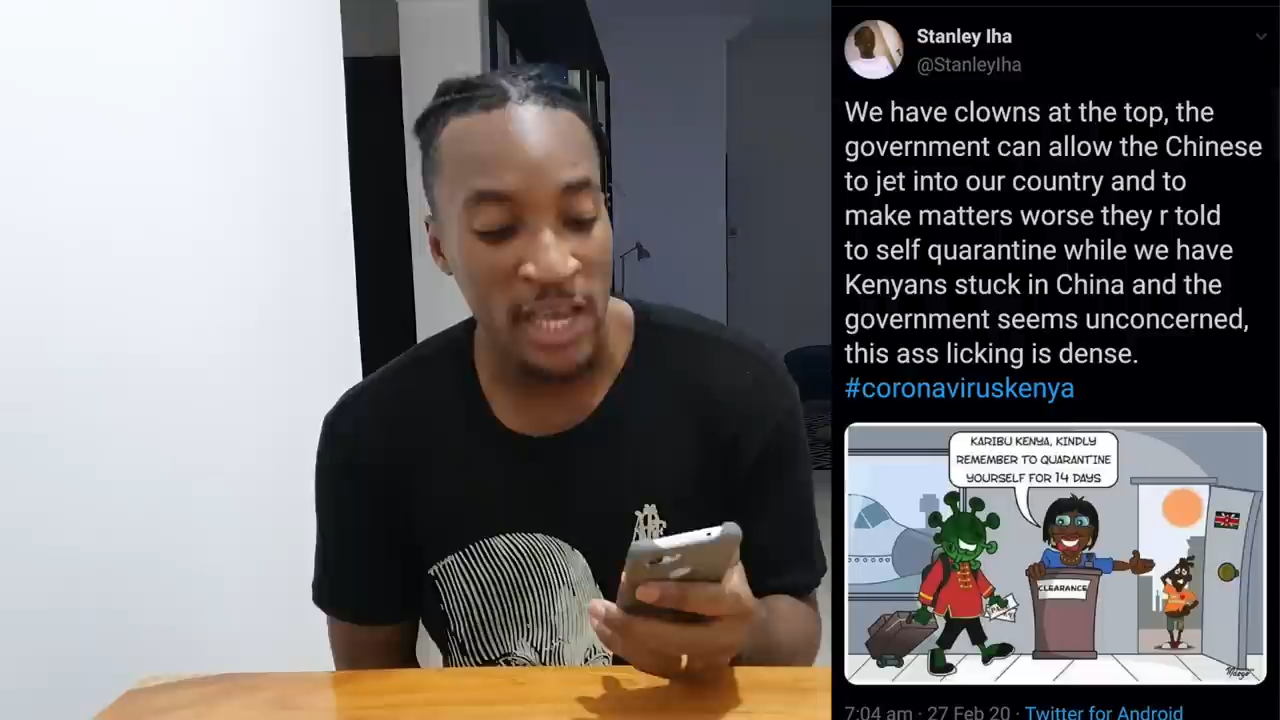 Stanley Iha
@StanleyIha
We have clowns at the top, the
government can allow the Chinese
to jet into our country and to
make matters worse they r told
to self quarantine while we have
Kenyans stuck in China and the
government seems unconcerned,
this ass licking is dense.
#coronaviruskenya
KARIBU KENYA, KINDLY
REMEMBER TO QUARANTINE
YOURSELF FOR 14 DAYS
CLEARANCE
7:04 am · 27 Feb 20 · Twitter for Android